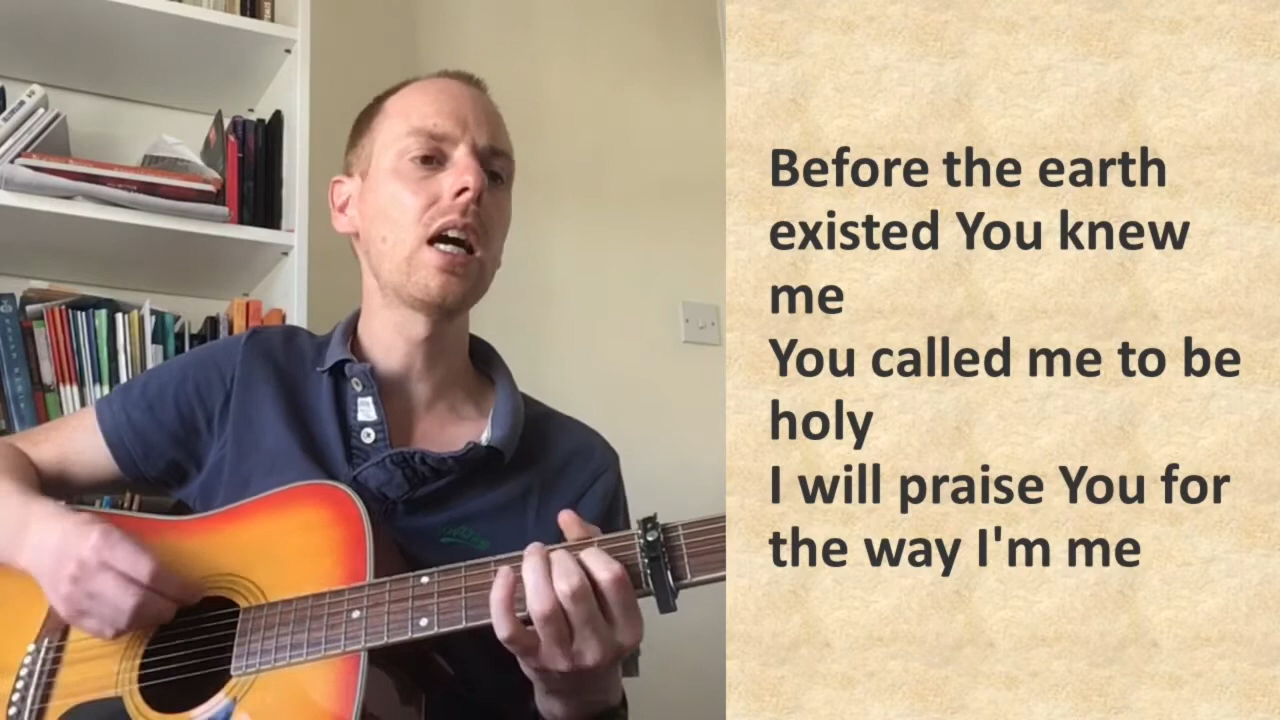 Before the earth
existed You knew
me
You called me to be
holy
I will praise You for
the way I'm me